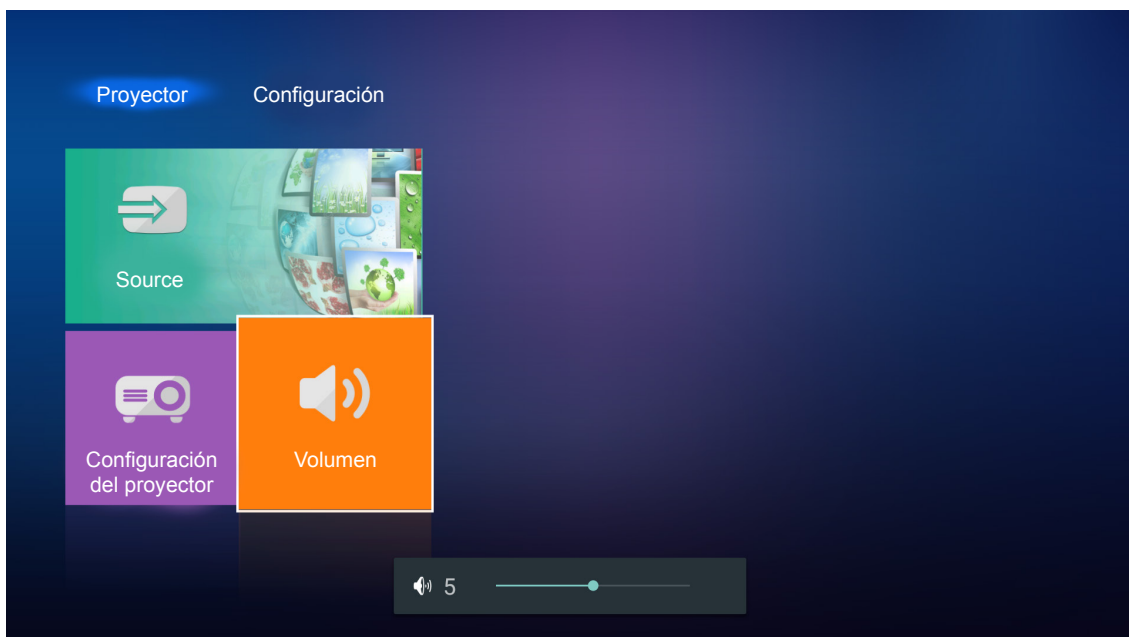 Proyector
Configuración
Source
Configuración
del proyector
Volumen
5